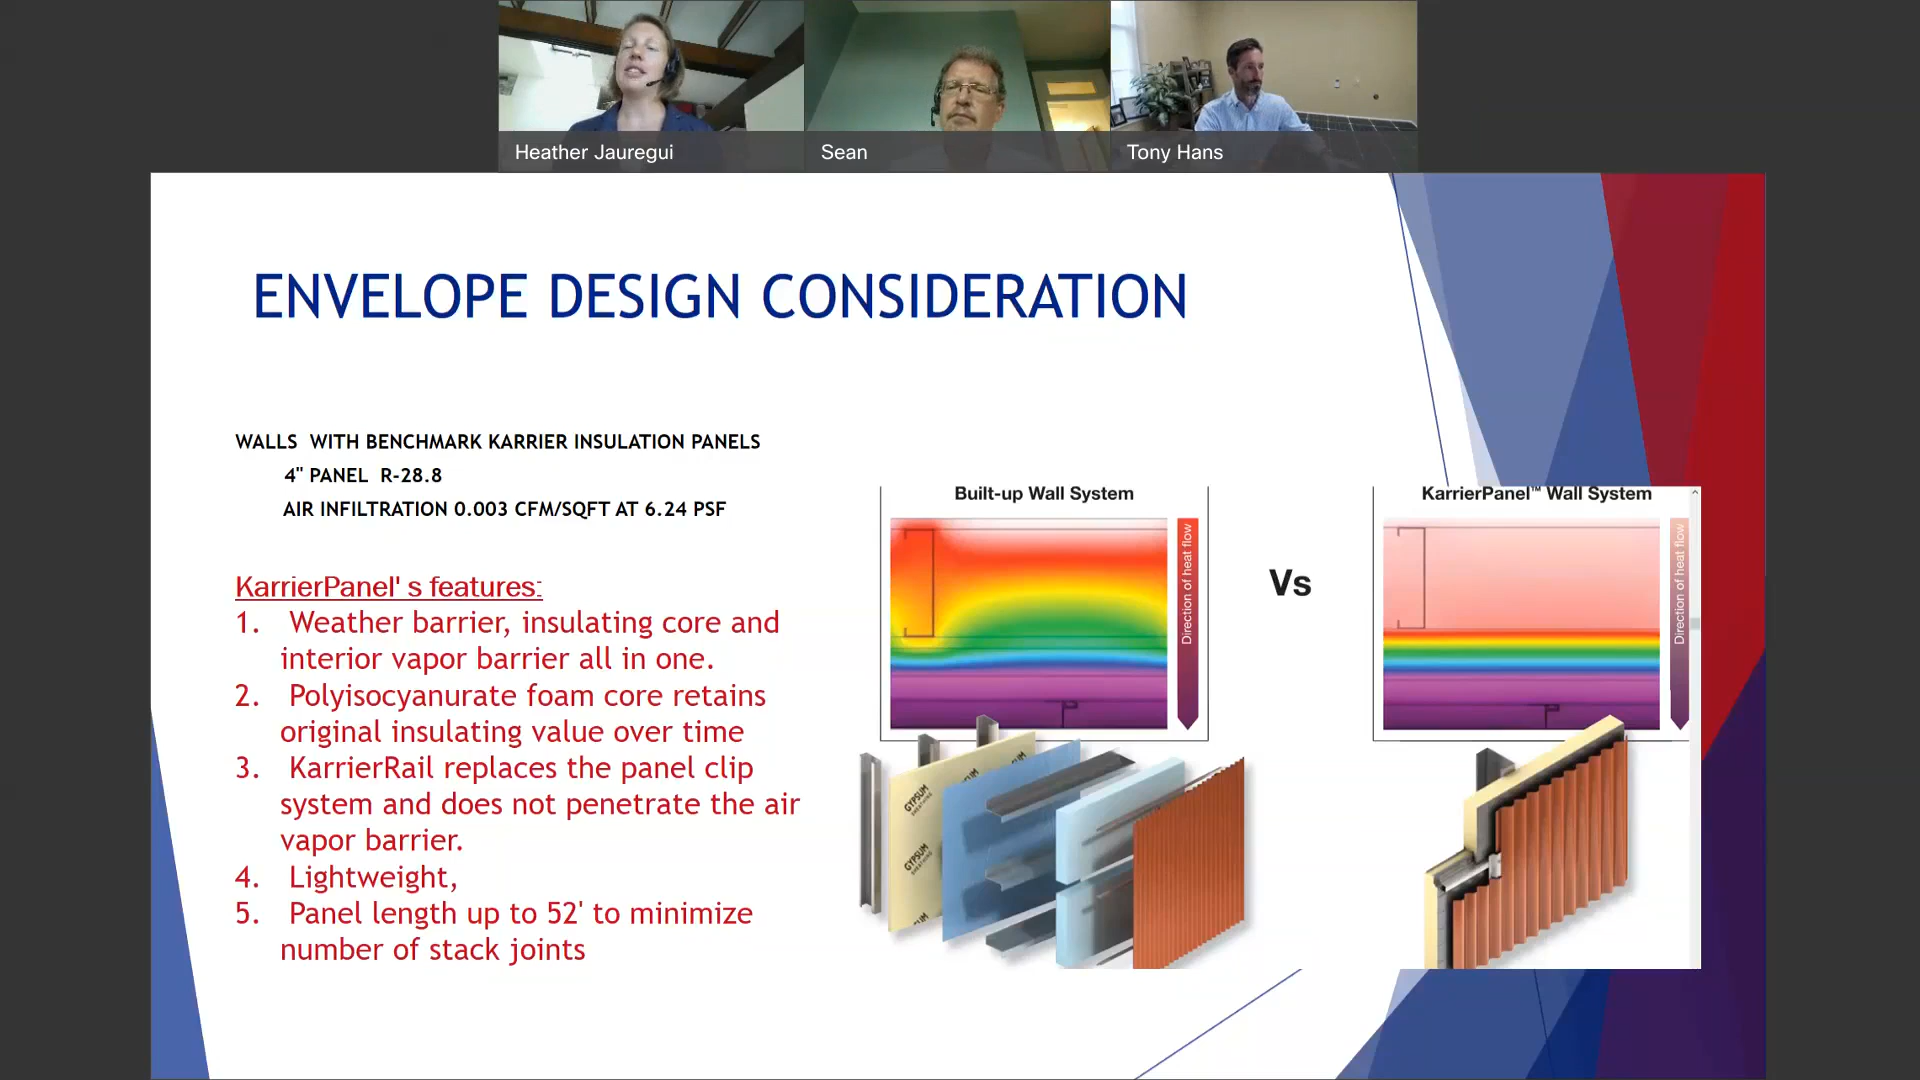 Heather Jauregui
Sean
Tony Hans
ENVELOPE DESIGN CONSIDERATION
WALLS WITH BENCHMARK KARRIER INSULATION PANELS
4" PANEL R-28.8
AIR INFILTRATION 0.003 CFM/SQFT AT 6.24 PSF
KarrierPanel' s features:
1. Weather barrier, insulating core and
interior vapor barrier all in one.
2. Polyisocyanurate foam core retains
original insulating value over time
3. KarrierRail replaces the panel clip
system and does not penetrate the air
vapor barrier.
4. Lightweight,
5. Panel length up to 52' to minimize
number of stack joints
Built-up Wall System
Direction of heat flow
Vs
KarrierPanel™ Wall System
Direction of heat flow
GYPSUM
SHEATHING
GYPSUM
SHEATHING